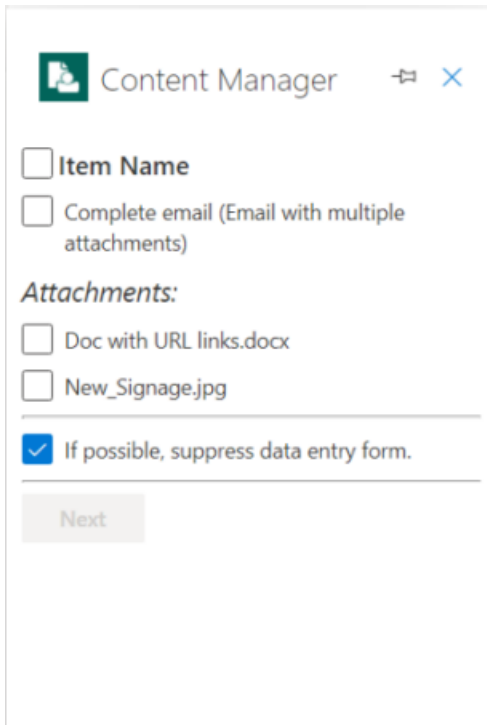 Content Manager
Item Name
Complete email (Email with multiple
attachments)
Attachments:
Doc with URL links.docx
New_Signage.jpg
If possible, suppress data entry form.
Next